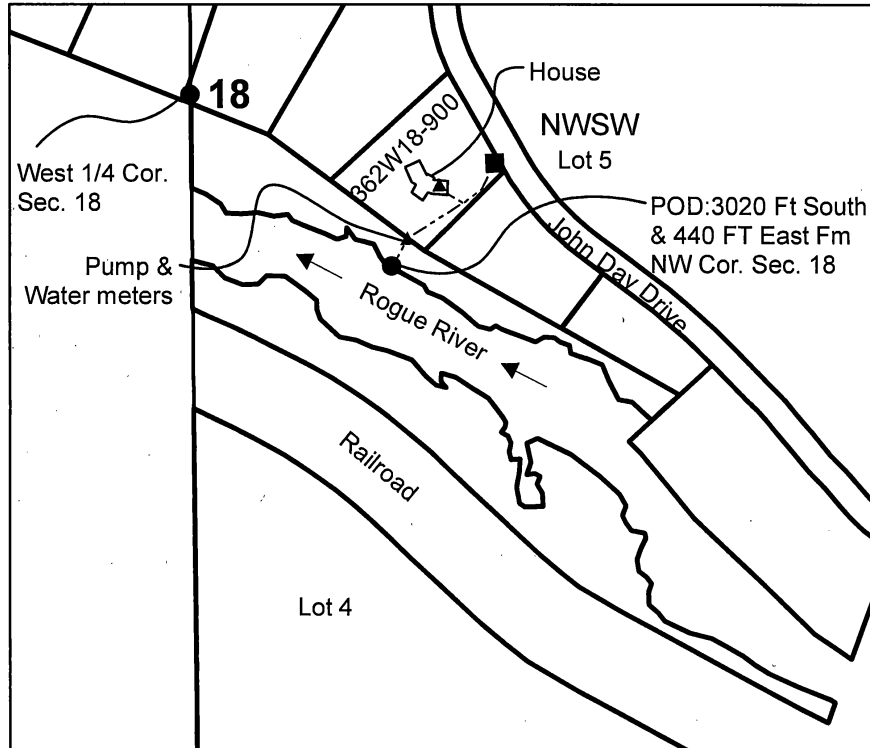 18
House
362W18-900
NWSW
Lot 5
West 1/4 Cor.
Sec. 18
POD:3020 Ft South
& 440 FT East Fm
NW Cor. Sec. 18
John Day Drive
Pump &
Water meters
Rogue River
Railroad
Lot 4